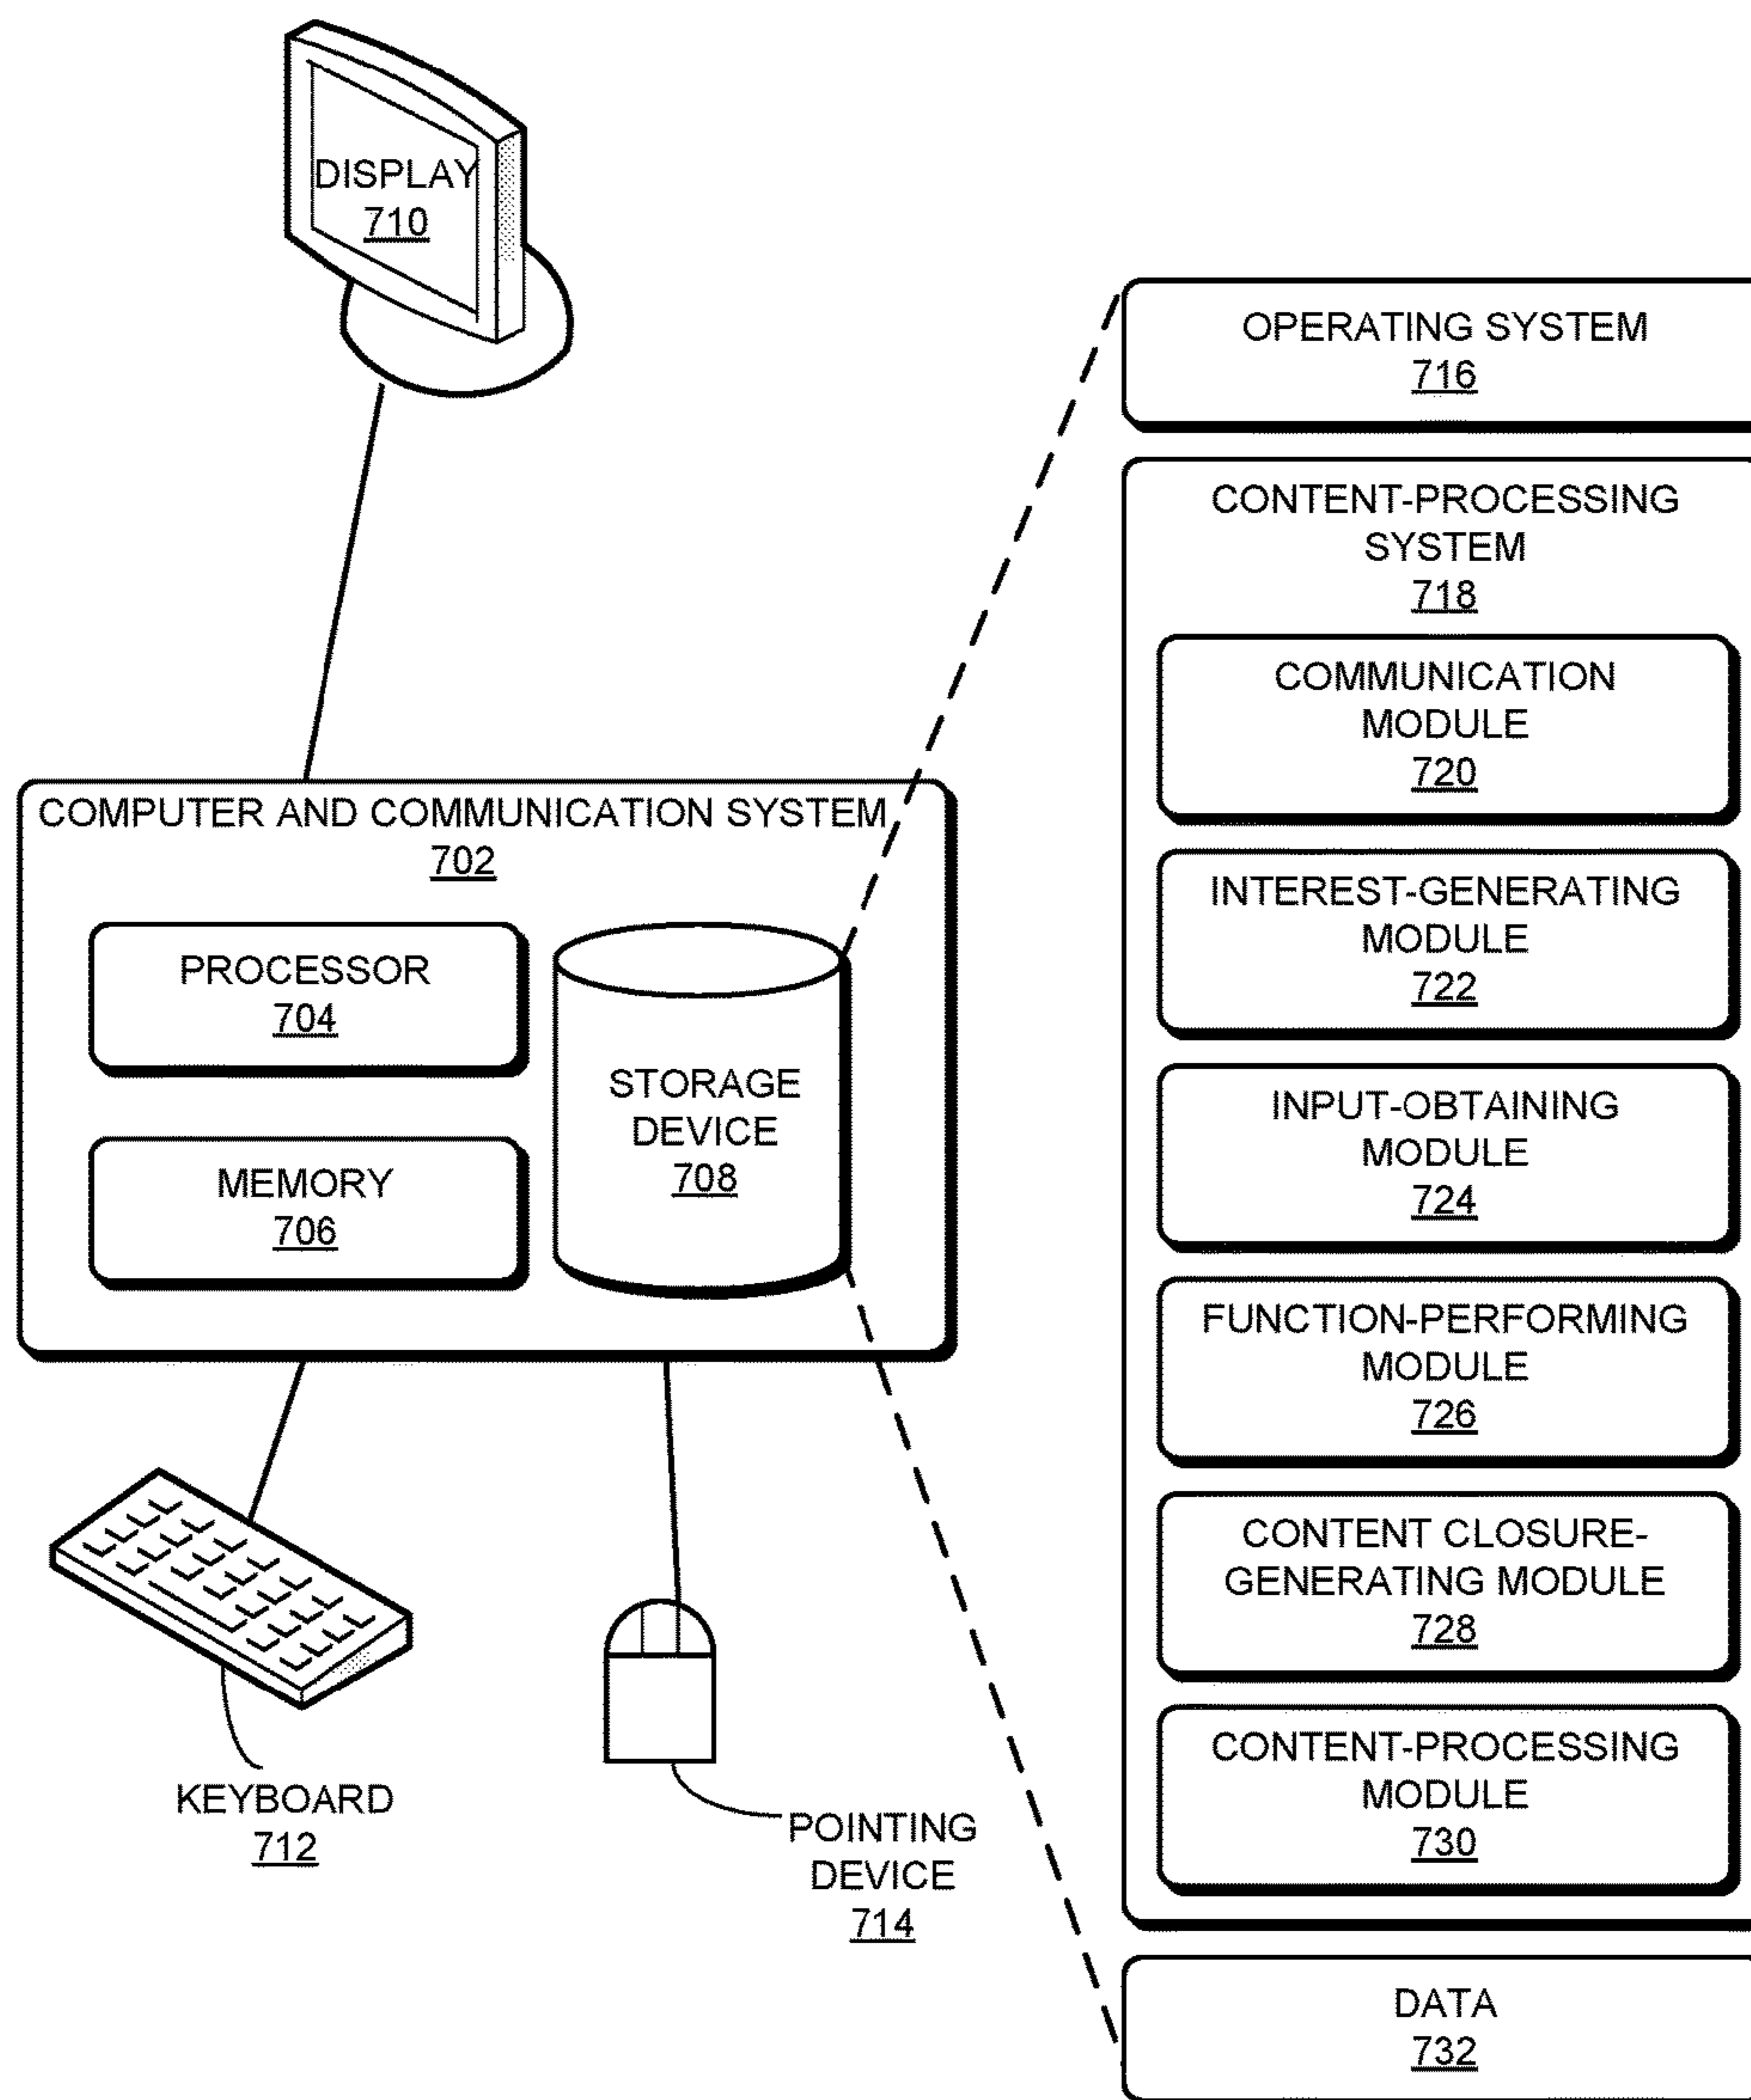 DISPLAY
710
COMPUTER AND COMMUNICATION SYSTEM
702
PROCESSOR
704
MEMORY
706
STORAGE
DEVICE
708
KEYBOARD
712
POINTING
DEVICE
714
OPERATING SYSTEM
716
CONTENT-PROCESSING
SYSTEM
718
COMMUNICATION
MODULE
720
INTEREST-GENERATING
MODULE
722
INPUT-OBTAINING
MODULE
724
FUNCTION-PERFORMING
MODULE
726
CONTENT CLOSURE-
GENERATING MODULE
728
CONTENT-PROCESSING
MODULE
730
DATA
732